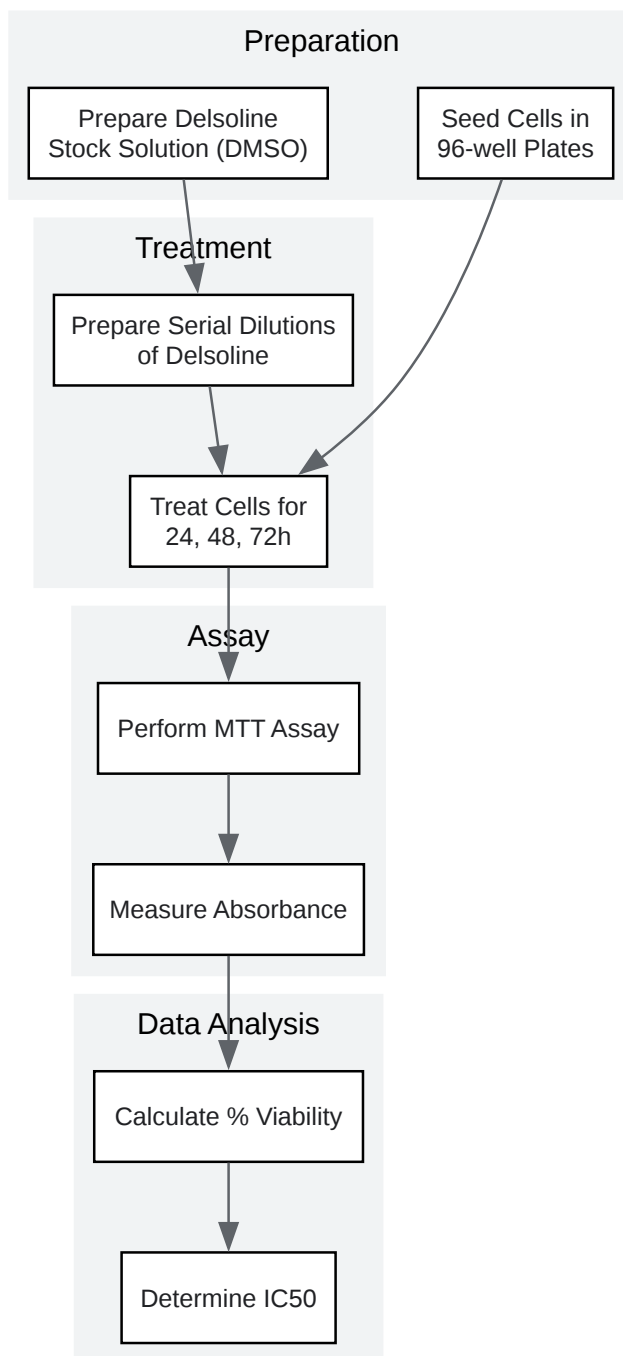 Preparation
Prepare Delsoline
Stock Solution (DMSO)
Seed Cells in
96-well Plates
Treatment
Prepare Serial Dilutions
of Delsoline
Treat Cells for
24, 48, 72h
Assay
Perform MTT Assay
Measure Absorbance
Data Analysis
Calculate % Viability
Determine IC50